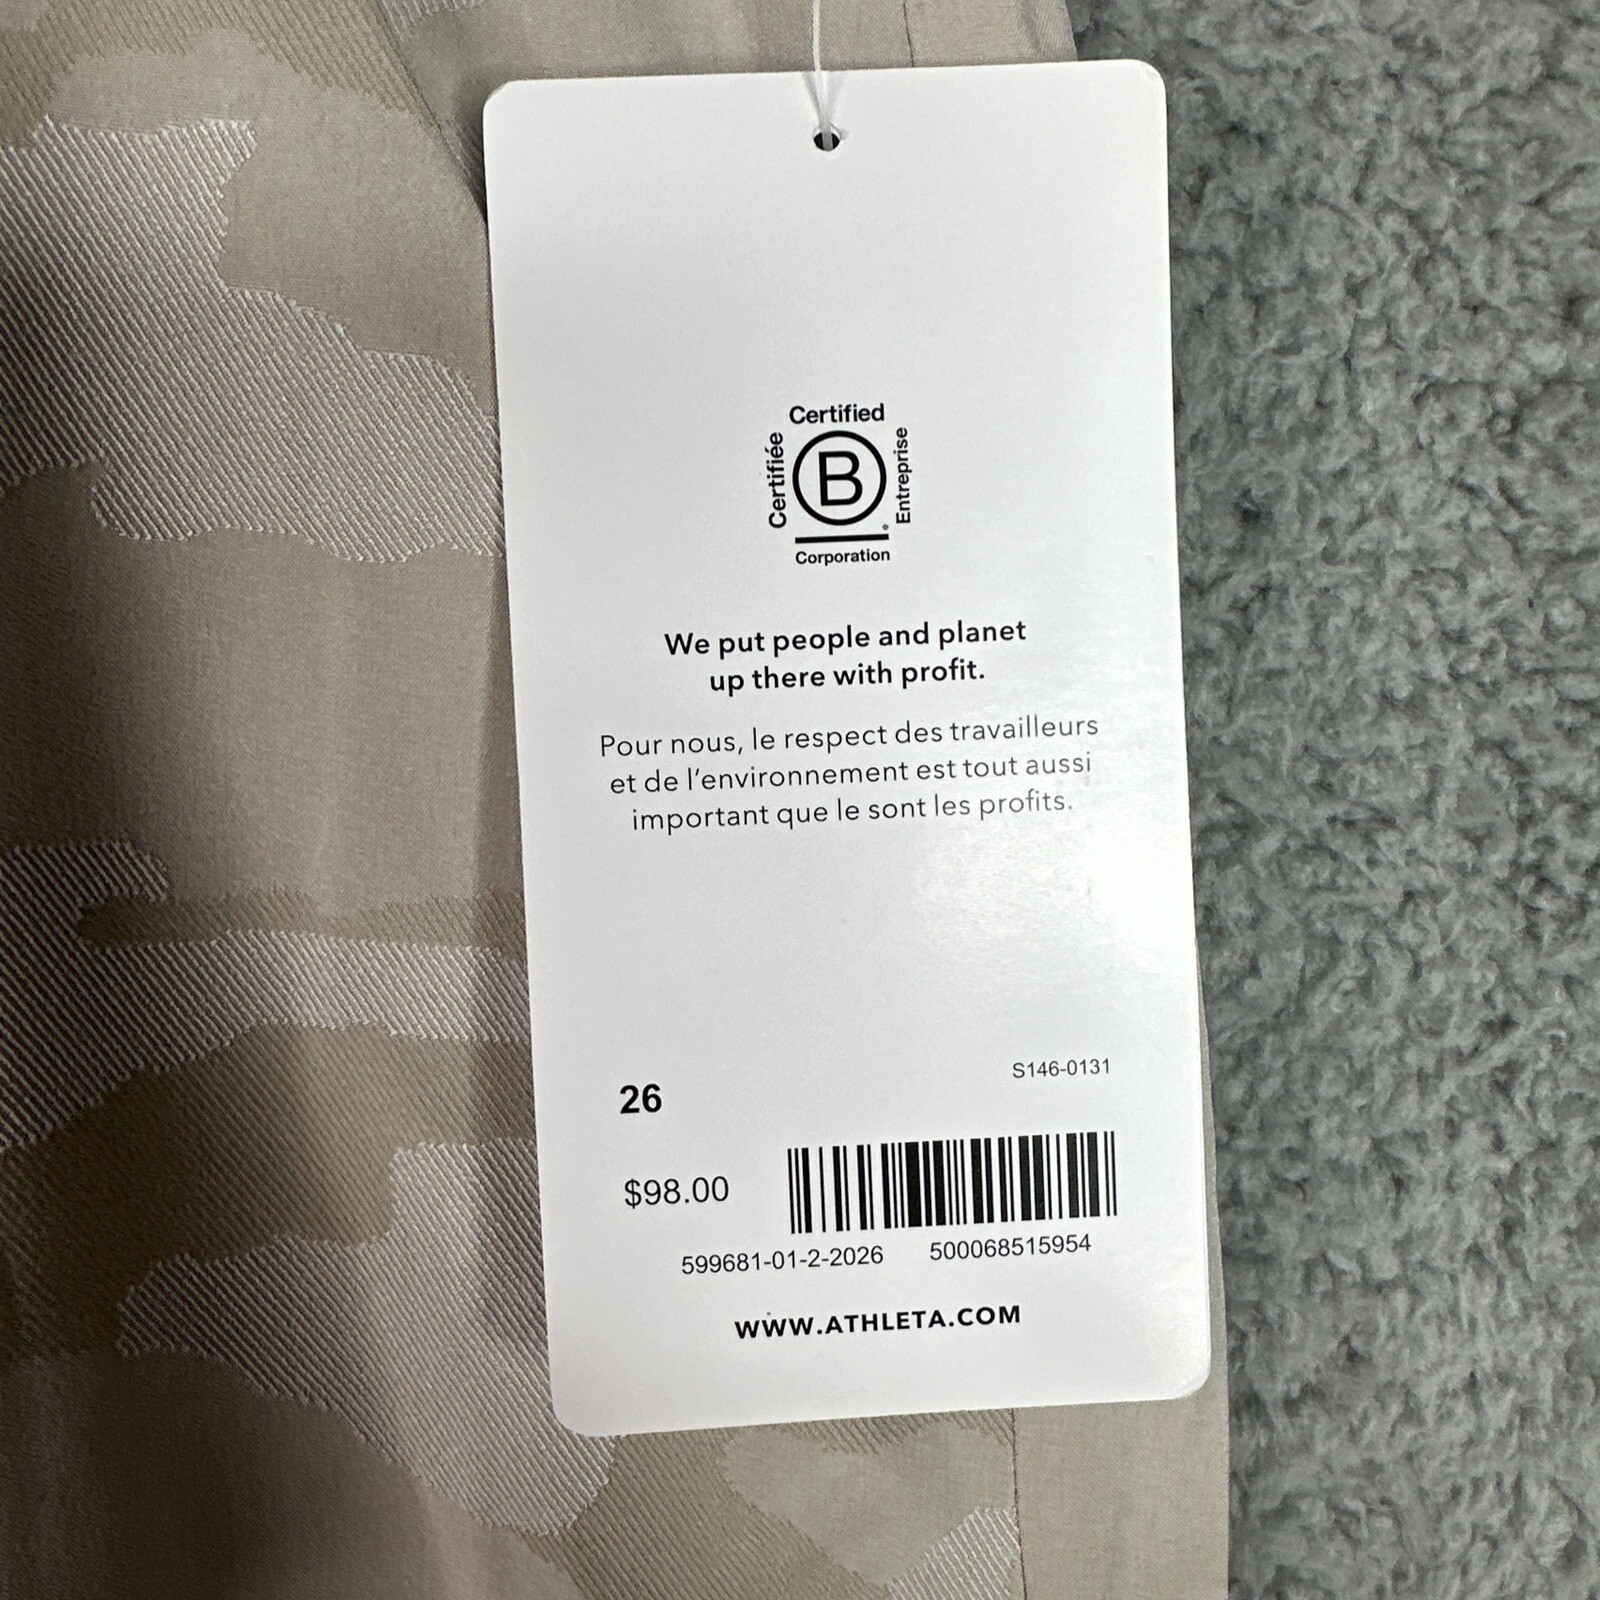 Certified
Certifiée
B
Entreprise
Corporation
We put people and planet
up there with profit.
Pour nous, le respect des travailleurs
et de l'environnement est tout aussi
important que le sont les profits.
S146-0131
26
$98.00
599681-01-2-2026 500068515954
WWW.ATHLETA.COM